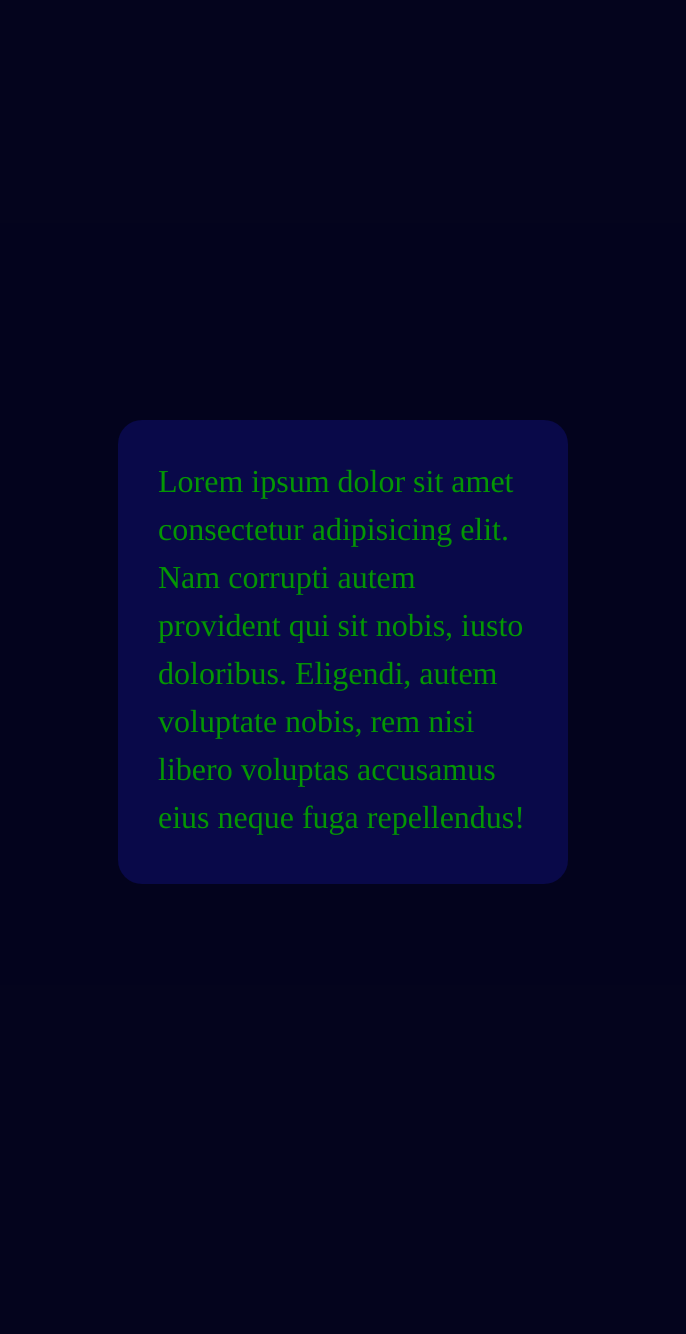 Lorem ipsum dolor sit amet
consectetur adipisicing elit.
Nam corrupti autem
provident qui sit nobis, iusto
doloribus. Eligendi, autem
voluptate nobis, rem nisi
libero voluptas accusamus
eius neque fuga repellendus!